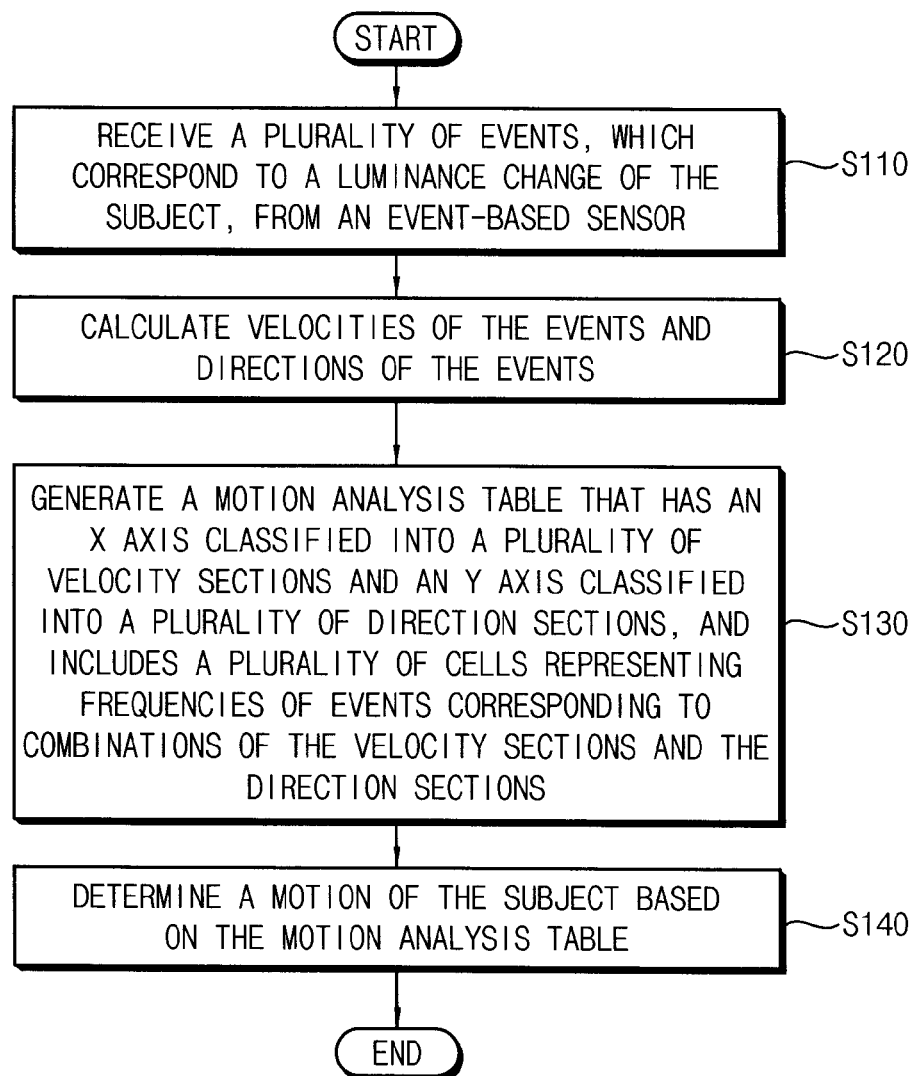 START
RECEIVE A PLURALITY OF EVENTS, WHICH
CORRESPOND TO A LUMINANCE CHANGE OF THE
SUBJECT, FROM AN EVENT-BASED SENSOR
S110
CALCULATE VELOCITIES OF THE EVENTS AND
DIRECTIONS OF THE EVENTS
S120
GENERATE A MOTION ANALYSIS TABLE THAT HAS AN
X AXIS CLASSIFIED INTO A PLURALITY OF
VELOCITY SECTIONS AND AN Y AXIS CLASSIFIED
INTO A PLURALITY OF DIRECTION SECTIONS, AND
INCLUDES A PLURALITY OF CELLS REPRESENTING
FREQUENCIES OF EVENTS CORRESPONDING TO
COMBINATIONS OF THE VELOCITY SECTIONS AND THE
DIRECTION SECTIONS
S130
DETERMINE A MOTION OF THE SUBJECT BASED
ON THE MOTION ANALYSIS TABLE
S140
END